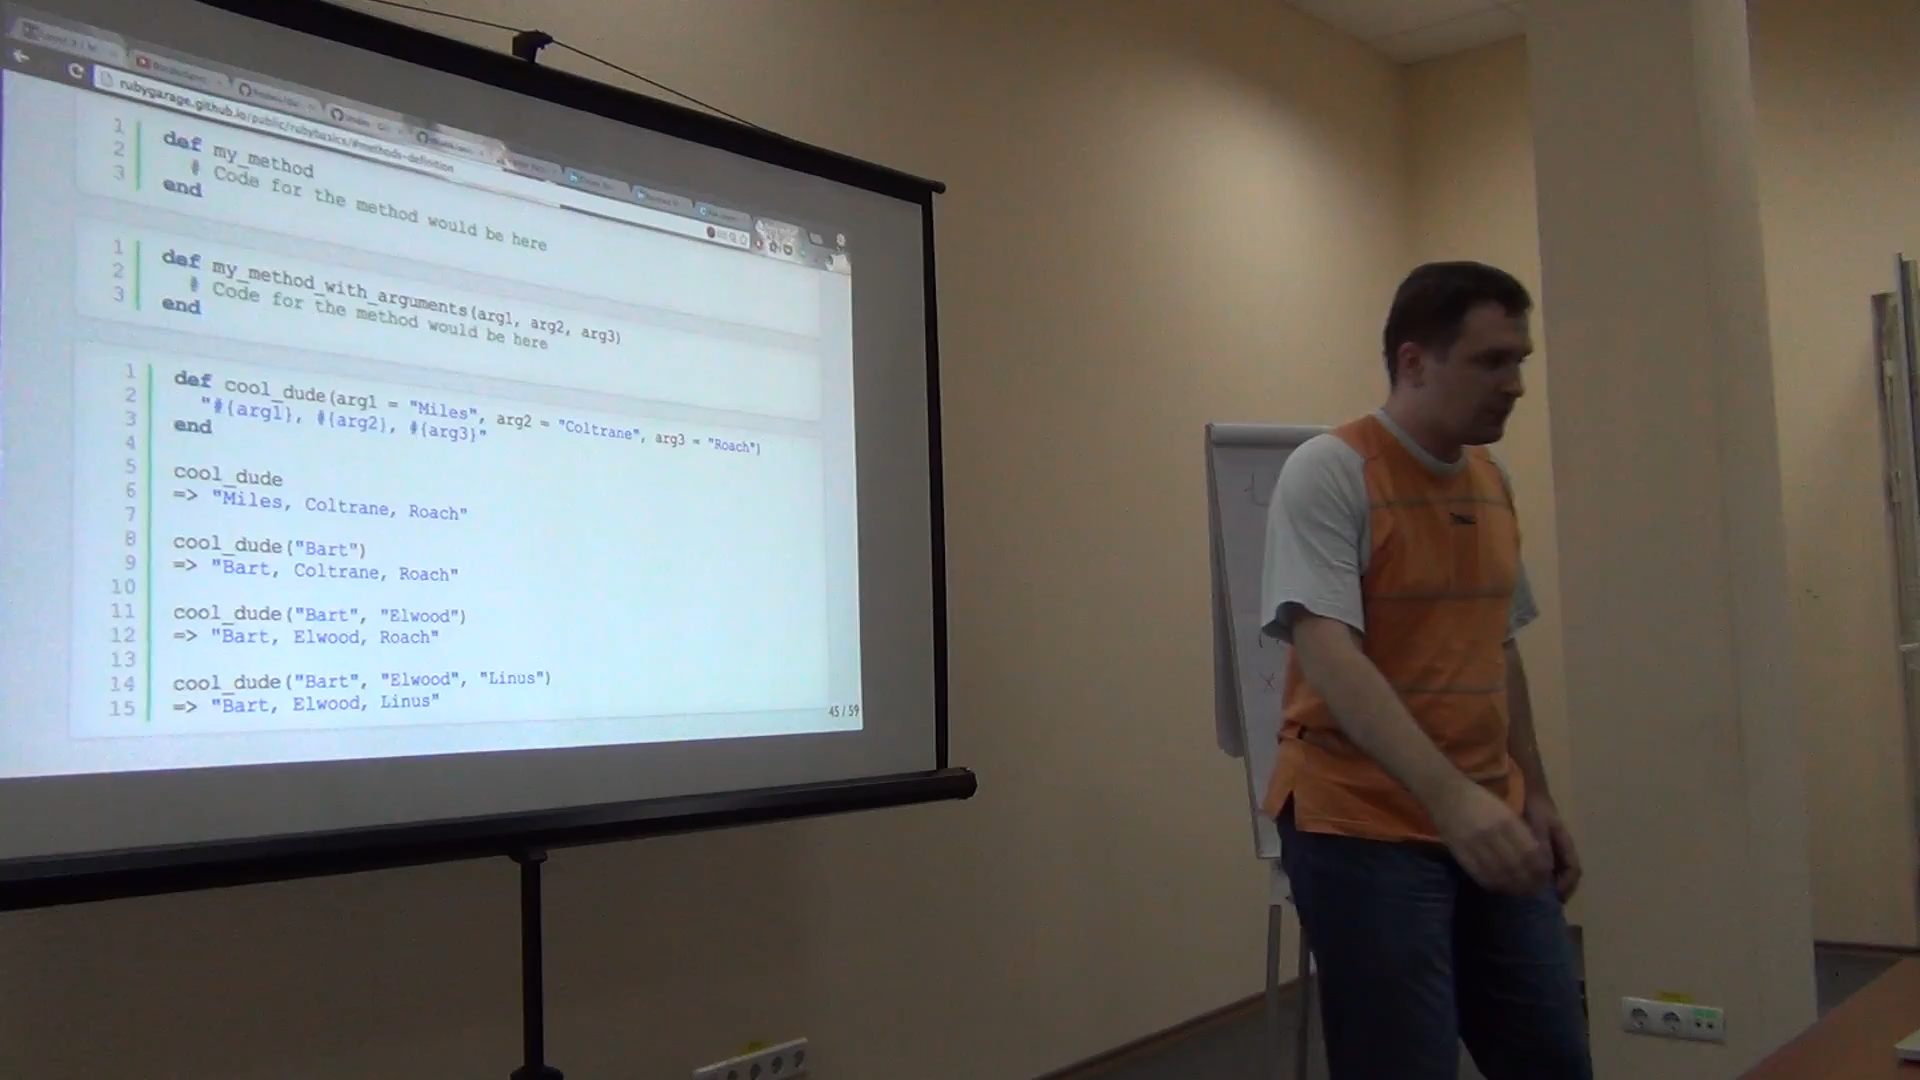 rubygarage.github.io/public/rubybasics/#methods-definition
1 def my_method
2 # Code for the method would be here
3 end
1 def my_method_with_arguments(arg1, arg2, arg3)
2 # Code for the method would be here
3 end
1 def cool_dude(arg1 = "Miles", arg2 = "Coltrane", arg3 = "Roach")
2 "#{arg1}, #{arg2}, #{arg3}"
3 end
4
5 cool_dude
6 => "Miles, Coltrane, Roach"
7
8 cool_dude("Bart")
9 => "Bart, Coltrane, Roach"
10
11 cool_dude("Bart", "Elwood")
12 => "Bart, Elwood, Roach"
13
14 cool_dude("Bart", "Elwood", "Linus")
15 => "Bart, Elwood, Linus"
45 / 59